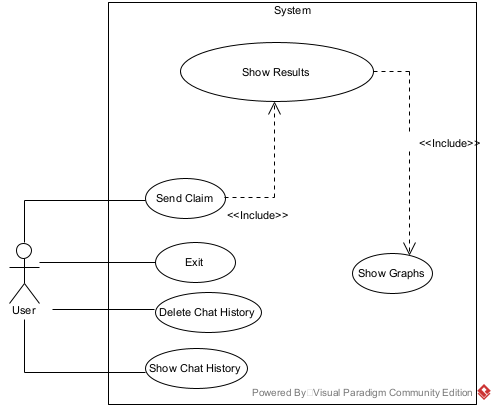 System
Show Results
<<Include>>
Send Claim
<<Include>>
Exit
Show Graphs
User
Delete Chat History
Show Chat History
Powered By Visual Paradigm Community Edition